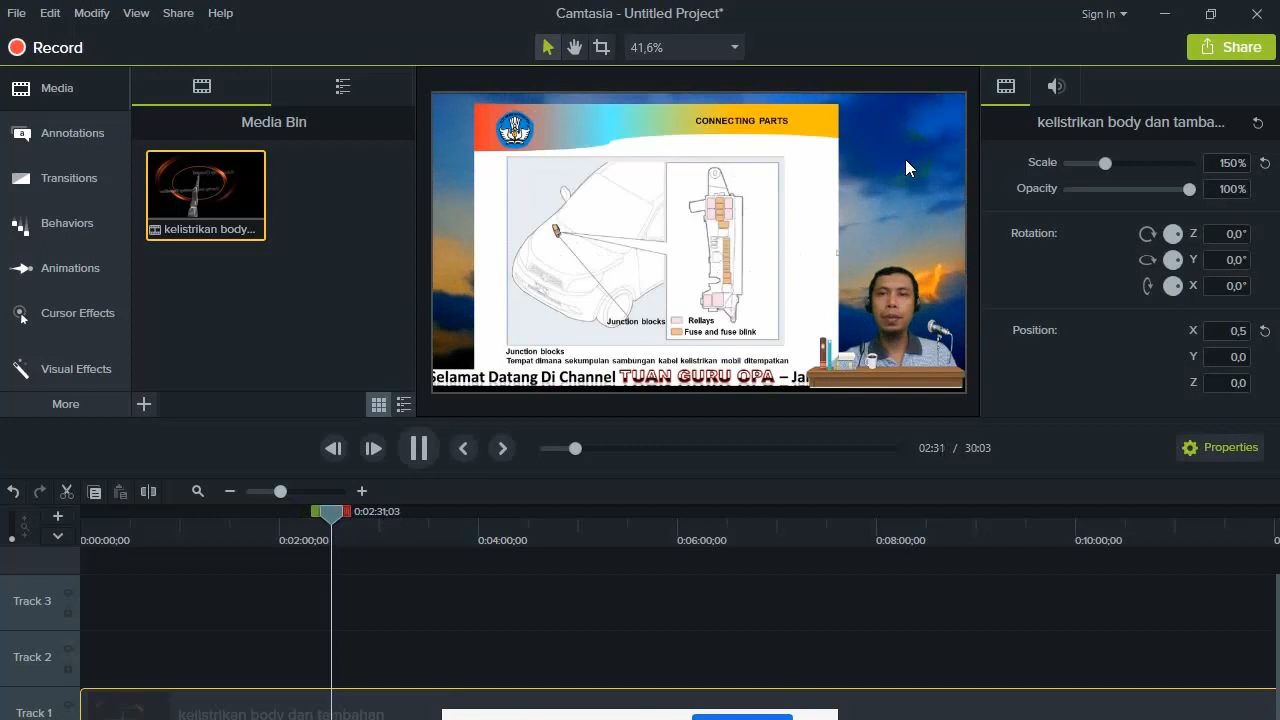 File Edit Modify View Share Help
Camtasia - Untitled Project*
Sign In
Record
41,6%
Share
Media
Annotations
Transitions
Behaviors
Animations
Cursor Effects
Visual Effects
More
Media Bin
kelistrikan body...
CONNECTING PARTS
Junction blocks
Rellays
Fuse and fuse blink
Junction blocks
Tempat dimana sekumpulan sambungan kabel kelistrikan mobil ditempatkan
Selamat Datang Di Channel TUAN GURU OPA – Ja
kelistrikan body dan tamba...
Scale 150%
Opacity 100%
Rotation: Z 0,0°
Y 0,0°
X 0,0°
Position: X 0,5
Y 0,0
Z 0,0
02:31 / 30:03
Properties
0:02:31;03
0:00:00;00 0:02:00;00 0:04:00;00 0:06:00;00 0:08:00;00 0:10:00;00
Track 3
Track 2
Track 1
kelistrikan body dan tambahan